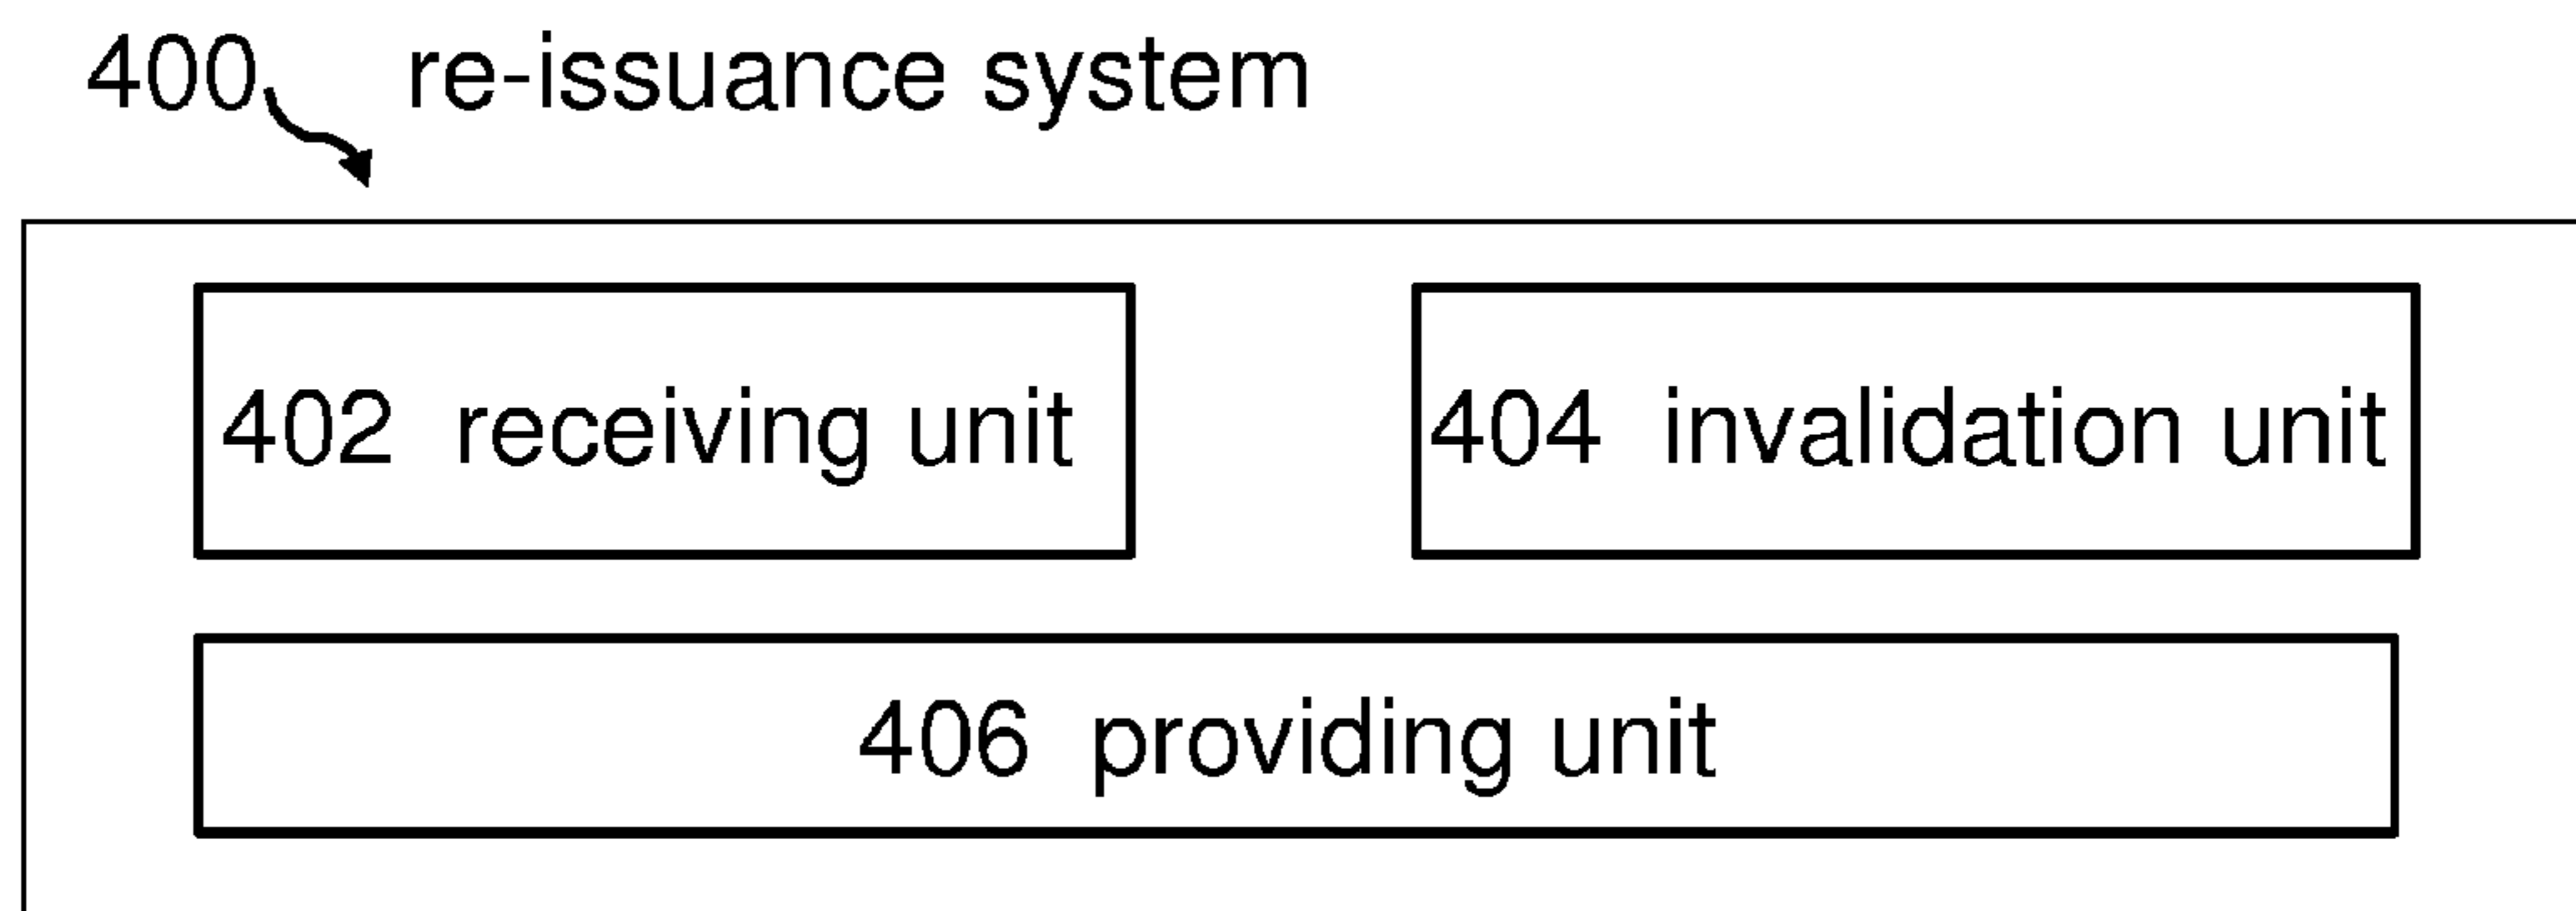 400 re-issuance system
402 receiving unit
404 invalidation unit
406 providing unit